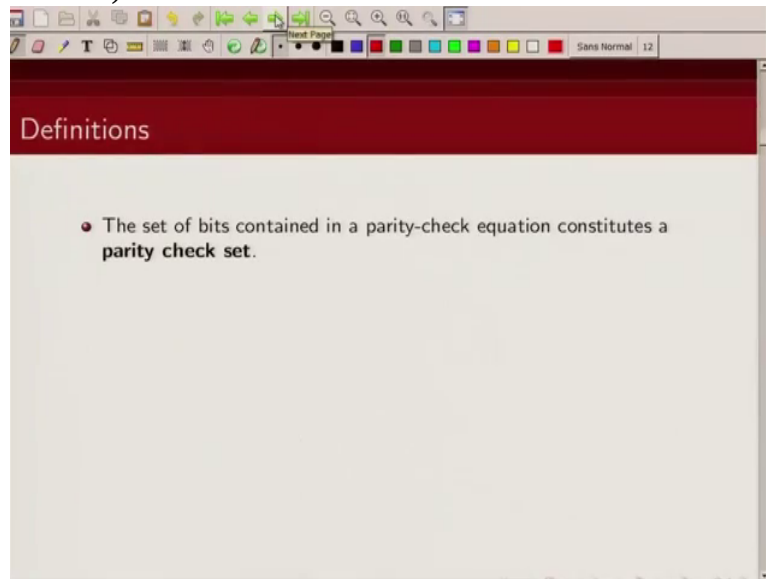 Next Page
T
Sans Normal 12
Definitions
The set of bits contained in a parity-check equation constitutes a
parity check set.